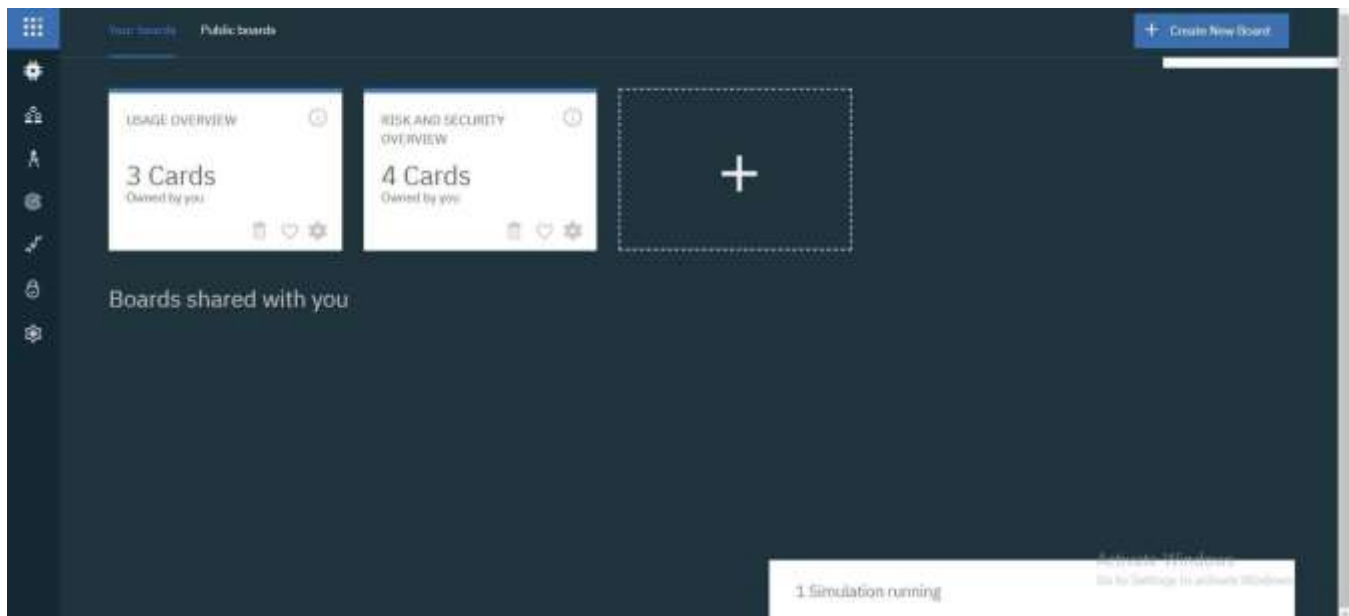 Your boards
Public boards
+ Create New Board
USAGE OVERVIEW
3 Cards
Owned by you
RISK AND SECURITY
OVERVIEW
4 Cards
Owned by you
Boards shared with you
1 Simulation running
Activate Windows
Go to Settings to activate Windows